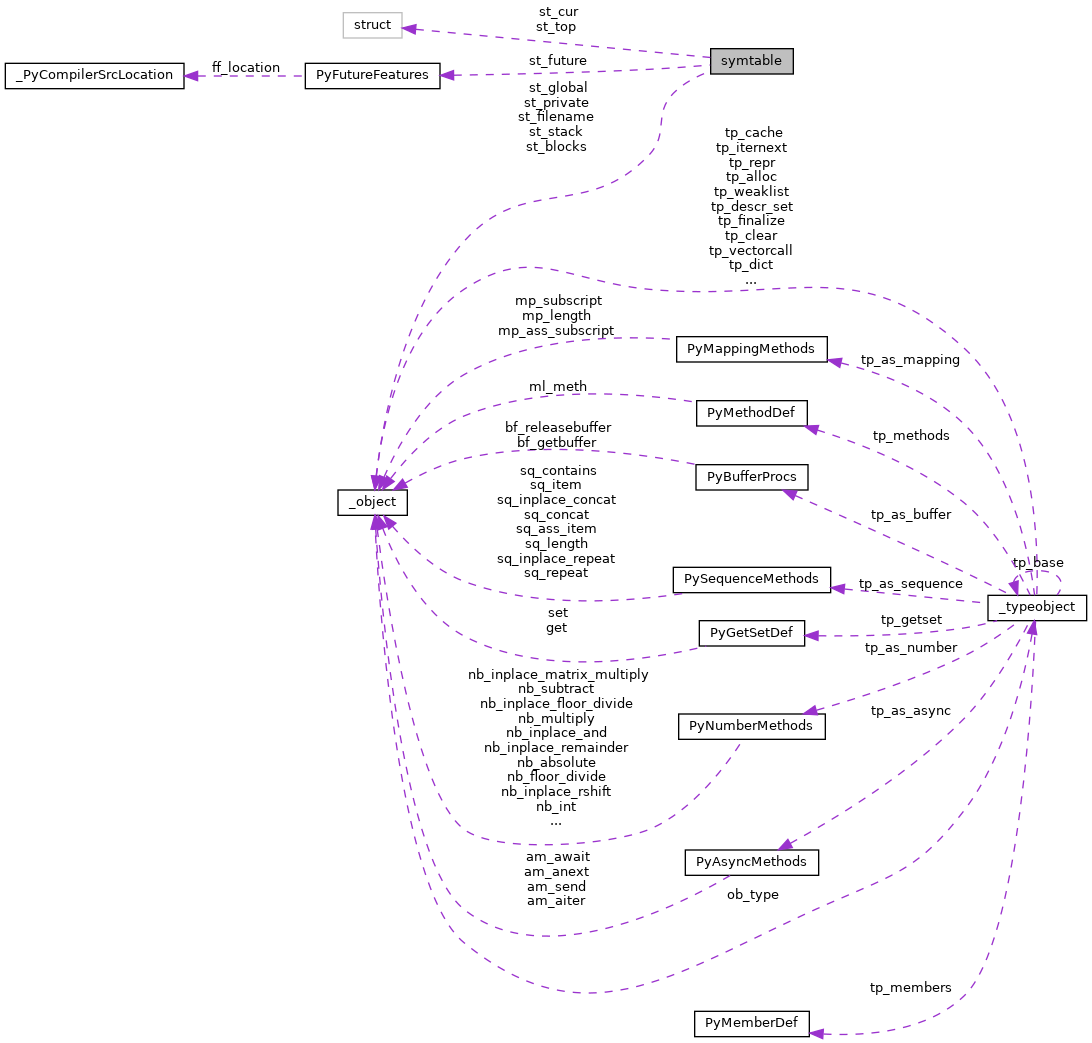 st_cur
st_top
struct
symtable
st_future
ff_location
_PyCompilerSrcLocation
PyFutureFeatures
st_global
st_private
st_filename
st_stack
st_blocks
tp_cache
tp_iternext
tp_repr
tp_alloc
tp_weaklist
tp_descr_set
tp_finalize
tp_clear
tp_vectorcall
tp_dict
...
mp_subscript
mp_length
mp_ass_subscript
PyMappingMethods
tp_as_mapping
ml_meth
PyMethodDef
tp_methods
bf_releasebuffer
bf_getbuffer
PyBufferProcs
tp_as_buffer
_object
sq_contains
sq_item
sq_inplace_concat
sq_concat
sq_ass_item
sq_length
sq_inplace_repeat
sq_repeat
PySequenceMethods
tp_as_sequence
tp_base
_typeobject
set
get
PyGetSetDef
tp_getset
tp_as_number
nb_inplace_matrix_multiply
nb_subtract
nb_inplace_floor_divide
nb_multiply
nb_inplace_and
nb_inplace_remainder
nb_absolute
nb_floor_divide
nb_inplace_rshift
nb_int
...
PyNumberMethods
tp_as_async
am_await
am_anext
am_send
am_aiter
PyAsyncMethods
ob_type
tp_members
PyMemberDef